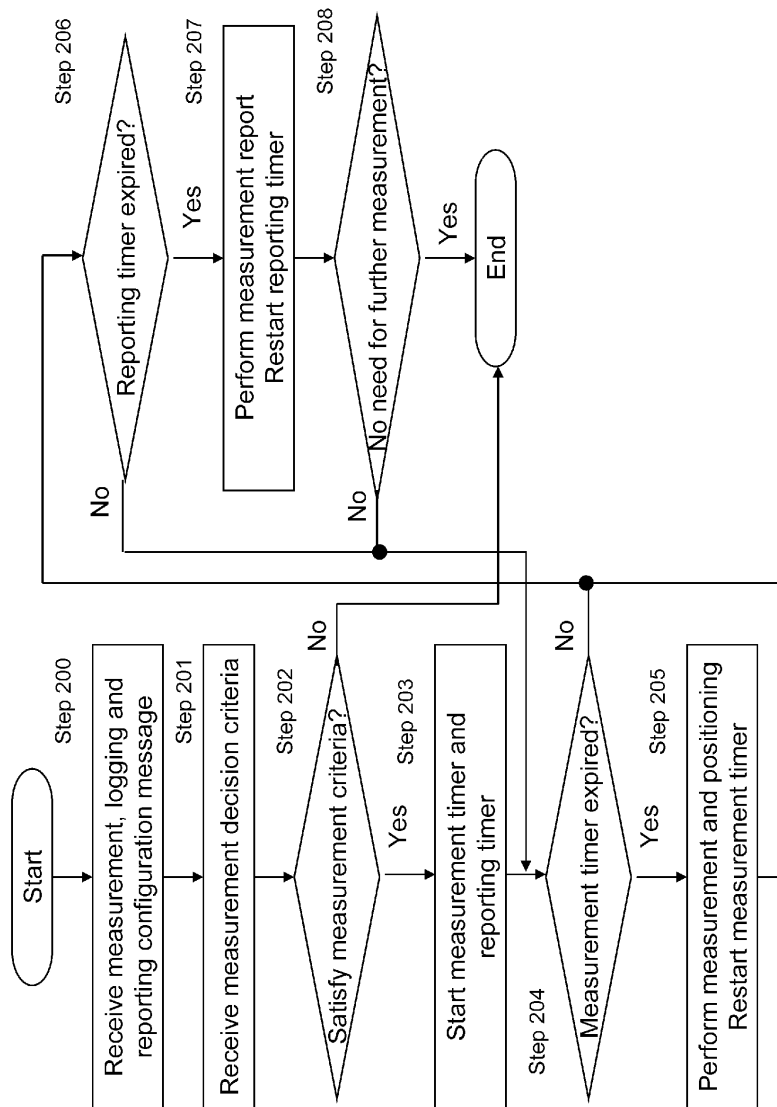 Start
Step 200
Receive measurement, logging and
reporting configuration message
Step 201
Receive measurement decision criteria
Step 202
Satisfy measurement criteria?
No
Yes
Step 203
Start measurement timer and
reporting timer
Step 204
Measurement timer expired?
No
Yes
Step 205
Perform measurement and positioning
Restart measurement timer
Step 206
Reporting timer expired?
No
Yes
Step 207
Perform measurement report
Restart reporting timer
Step 208
No need for further measurement?
No
Yes
End